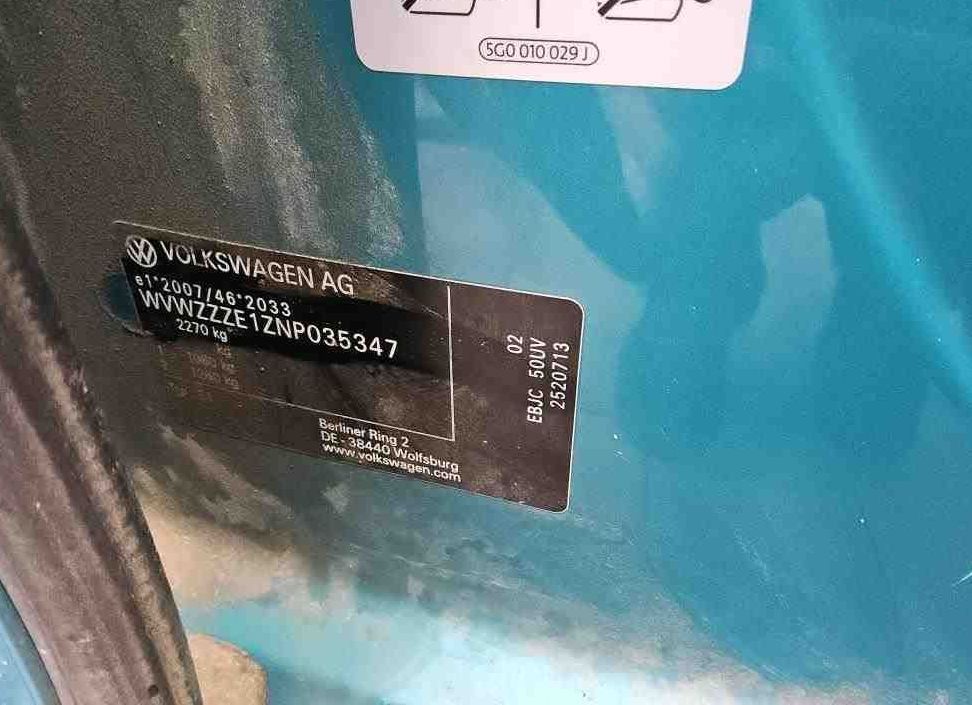 5G0 010 029 J
VOLKSWAGEN AG
e1*2007/46*2033
WVWZZZE1ZNP035347
2270 kg
02
EBJC 50UV
2520713
Berliner Ring 2
DE - 38440 Wolfsburg
www.volkswagen.com